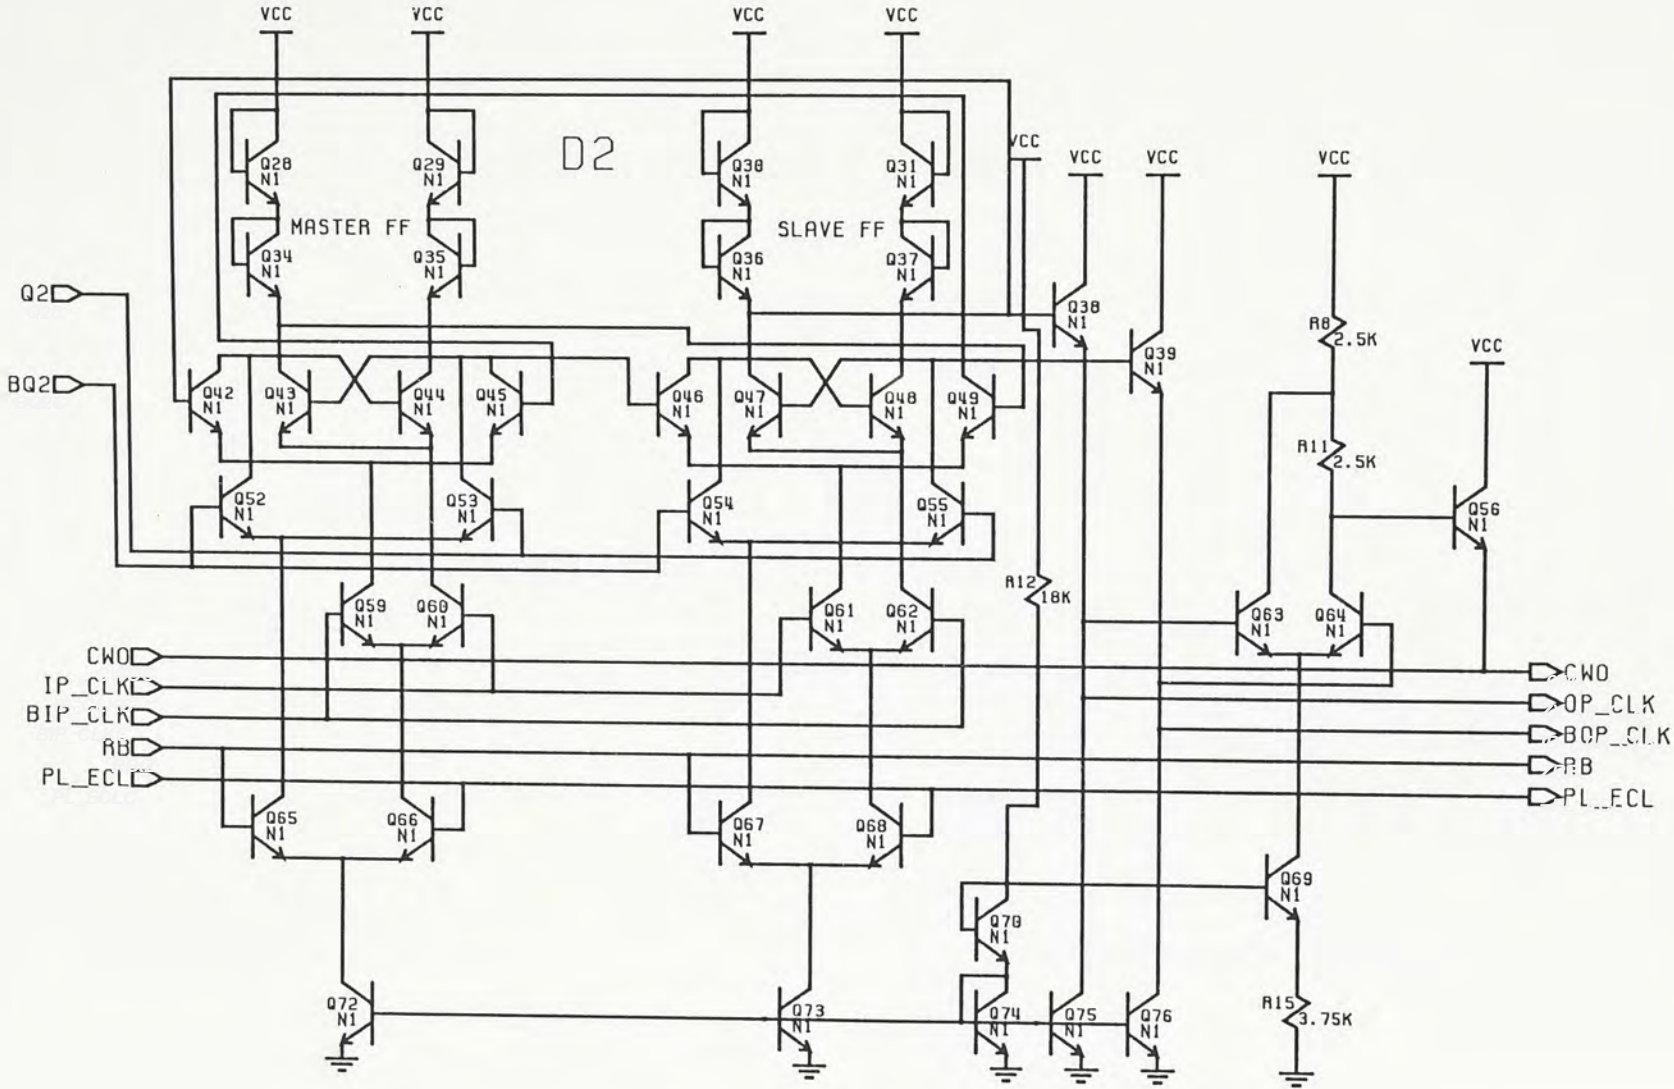 VCC VCC VCC VCC
D2
VCC VCC VCC VCC
Q28 N1
Q29 N1
Q30 N1
Q31 N1
MASTER FF
SLAVE FF
Q34 N1
Q35 N1
Q36 N1
Q37 N1
Q2
Q38 N1
R8 2.5K
Q39 N1
VCC
BQ2
Q42 N1
Q43 N1
Q44 N1
Q45 N1
Q46 N1
Q47 N1
Q48 N1
Q49 N1
R11 2.5K
Q52 N1
Q53 N1
Q54 N1
Q55 N1
Q56 N1
R12 18K
Q59 N1
Q60 N1
Q61 N1
Q62 N1
Q63 N1
Q64 N1
CWO
CWO
IP_CLK
OP_CLK
BIP_CLK
BOP_CLK
RB
RB
PL_ECL
PL_ECL
Q65 N1
Q66 N1
Q67 N1
Q68 N1
Q69 N1
Q70 N1
Q72 N1
Q73 N1
Q74 N1
Q75 N1
Q76 N1
R15 3.75K